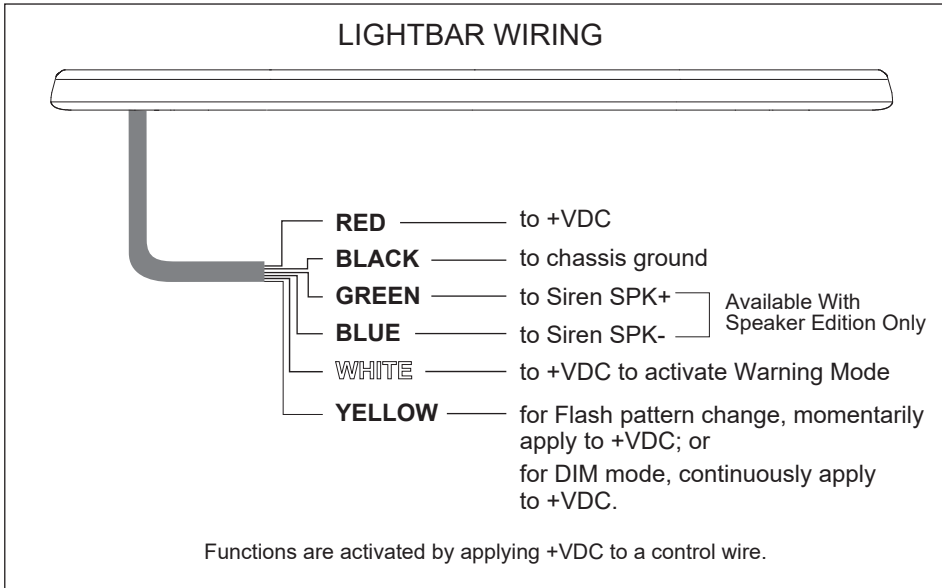 LIGHTBAR WIRING
RED to +VDC
BLACK to chassis ground
GREEN to Siren SPK+
BLUE to Siren SPK-
Available With
Speaker Edition Only
WHITE to +VDC to activate Warning Mode
YELLOW for Flash pattern change, momentarily
apply to +VDC; or
for DIM mode, continuously apply
to +VDC.
Functions are activated by applying +VDC to a control wire.